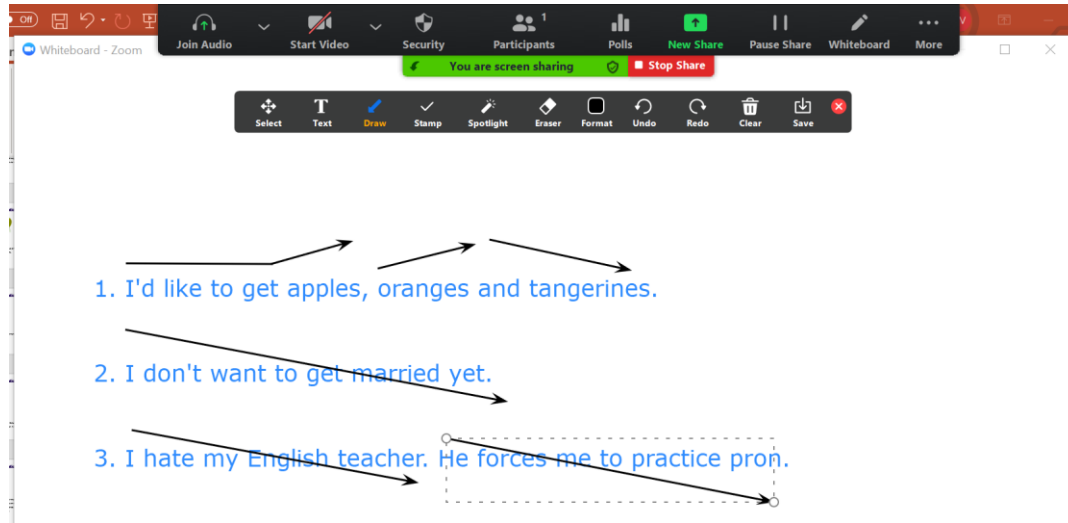 Off
Whiteboard - Zoom
Join Audio
Start Video
Security
1
Participants
Polls
New Share
Pause Share
Whiteboard
More
You are screen sharing
Stop Share
Select
Text
Draw
Stamp
Spotlight
Eraser
Format
Undo
Redo
Clear
Save
1. I'd like to get apples, oranges and tangerines.
2. I don't want to get married yet.
3. I hate my English teacher. He forces me to practice pron.